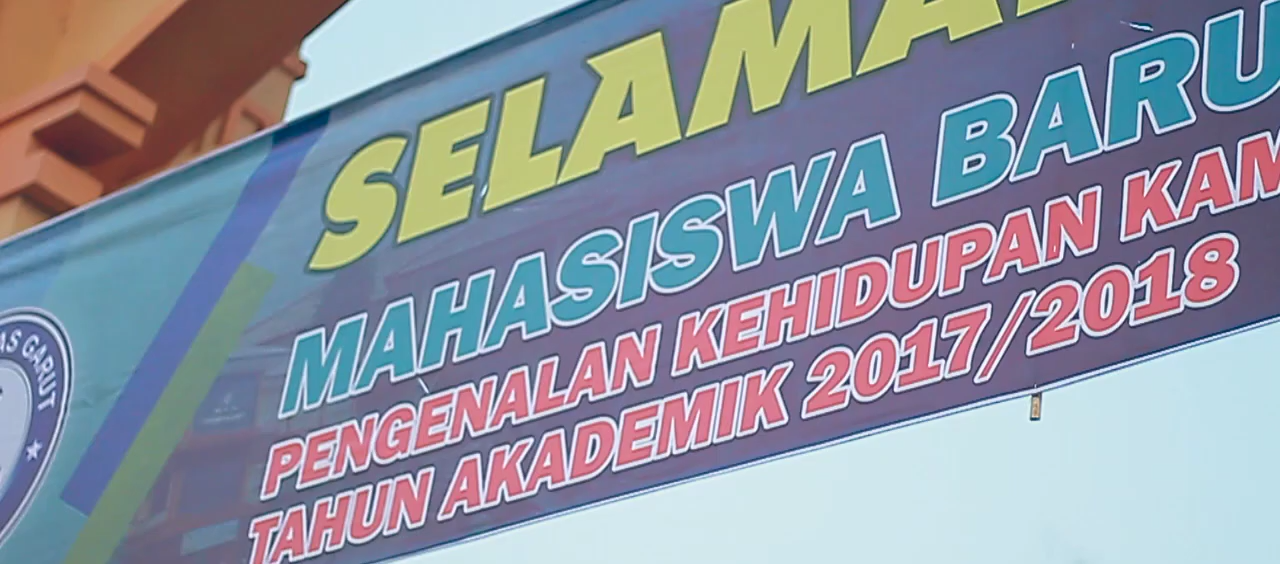 SELAMA
MAHASISWA BARU
PENGENALAN KEHIDUPAN KAM
TAHUN AKADEMIK 2017/2018
AS GARUT